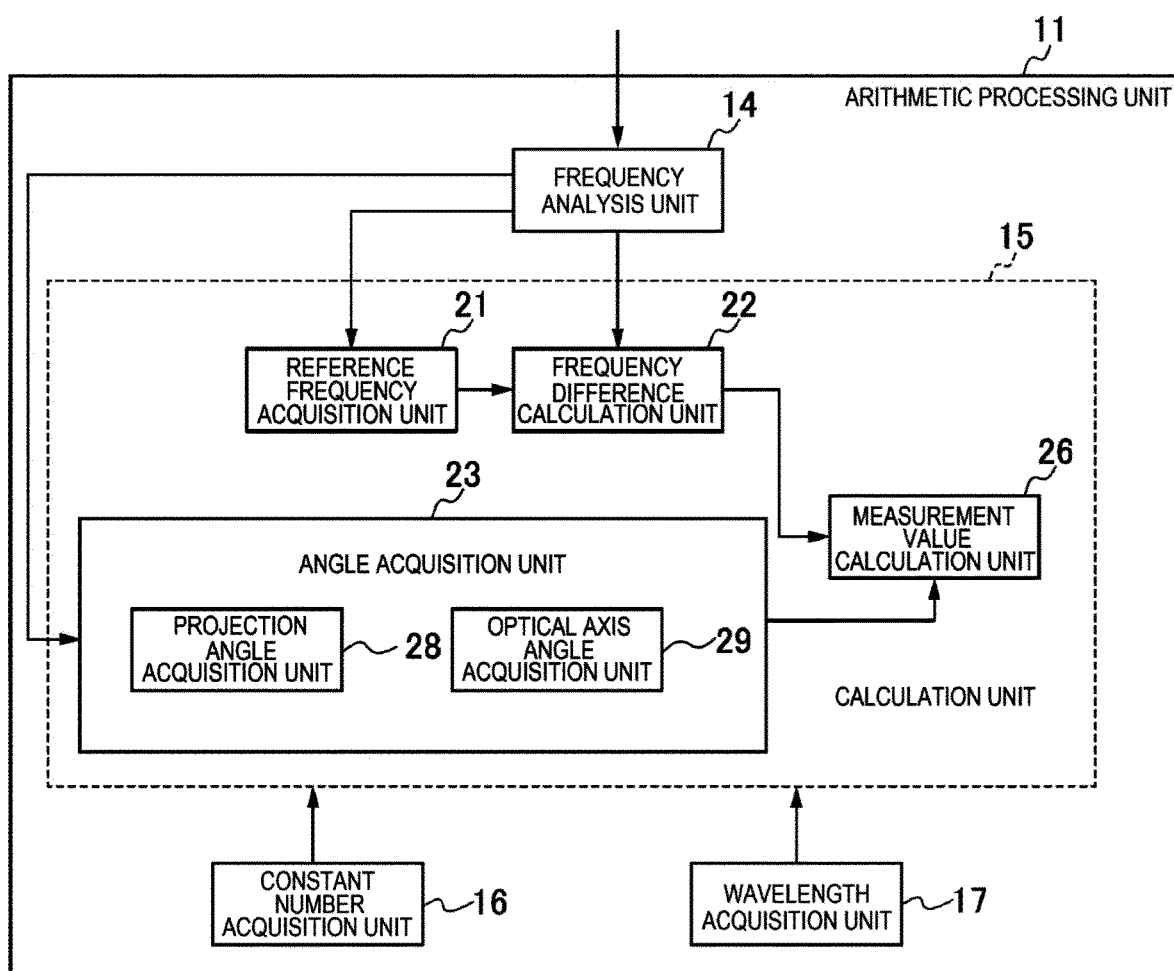 11
ARITHMETIC PROCESSING UNIT
14
FREQUENCY
ANALYSIS UNIT
15
21
REFERENCE
FREQUENCY
ACQUISITION UNIT
22
FREQUENCY
DIFFERENCE
CALCULATION UNIT
23
ANGLE ACQUISITION UNIT
PROJECTION
ANGLE
ACQUISITION UNIT
28
OPTICAL AXIS
ANGLE
ACQUISITION UNIT
29
26
MEASUREMENT
VALUE
CALCULATION UNIT
CALCULATION UNIT
CONSTANT
NUMBER
ACQUISITION UNIT
16
WAVELENGTH
ACQUISITION UNIT
17